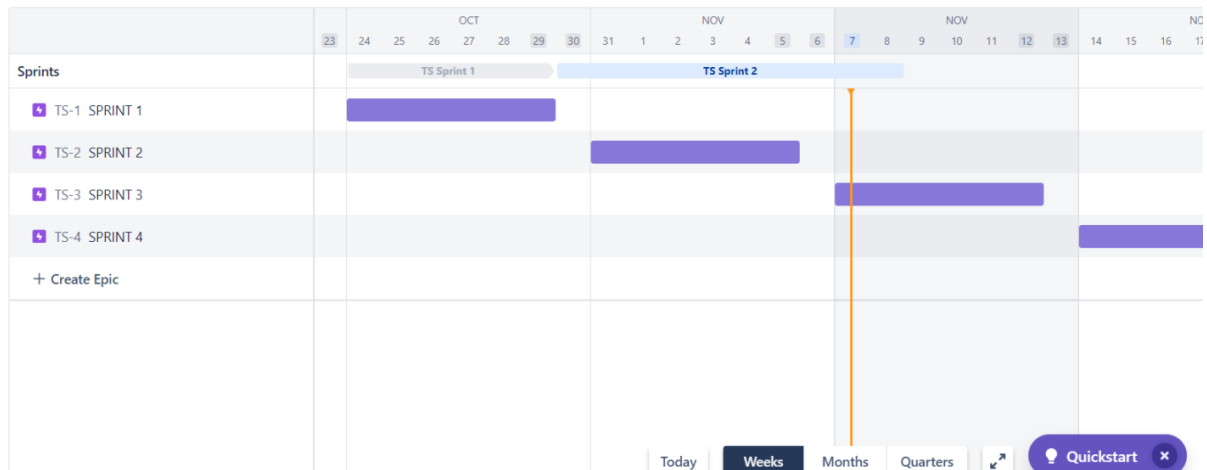 OCT NOV NOV NO
23 24 25 26 27 28 29 30 31 1 2 3 4 5 6 7 8 9 10 11 12 13 14 15 16 17
Sprints TS Sprint 1 TS Sprint 2
TS-1 SPRINT 1
TS-2 SPRINT 2
TS-3 SPRINT 3
TS-4 SPRINT 4
+ Create Epic
Today Weeks Months Quarters Quickstart